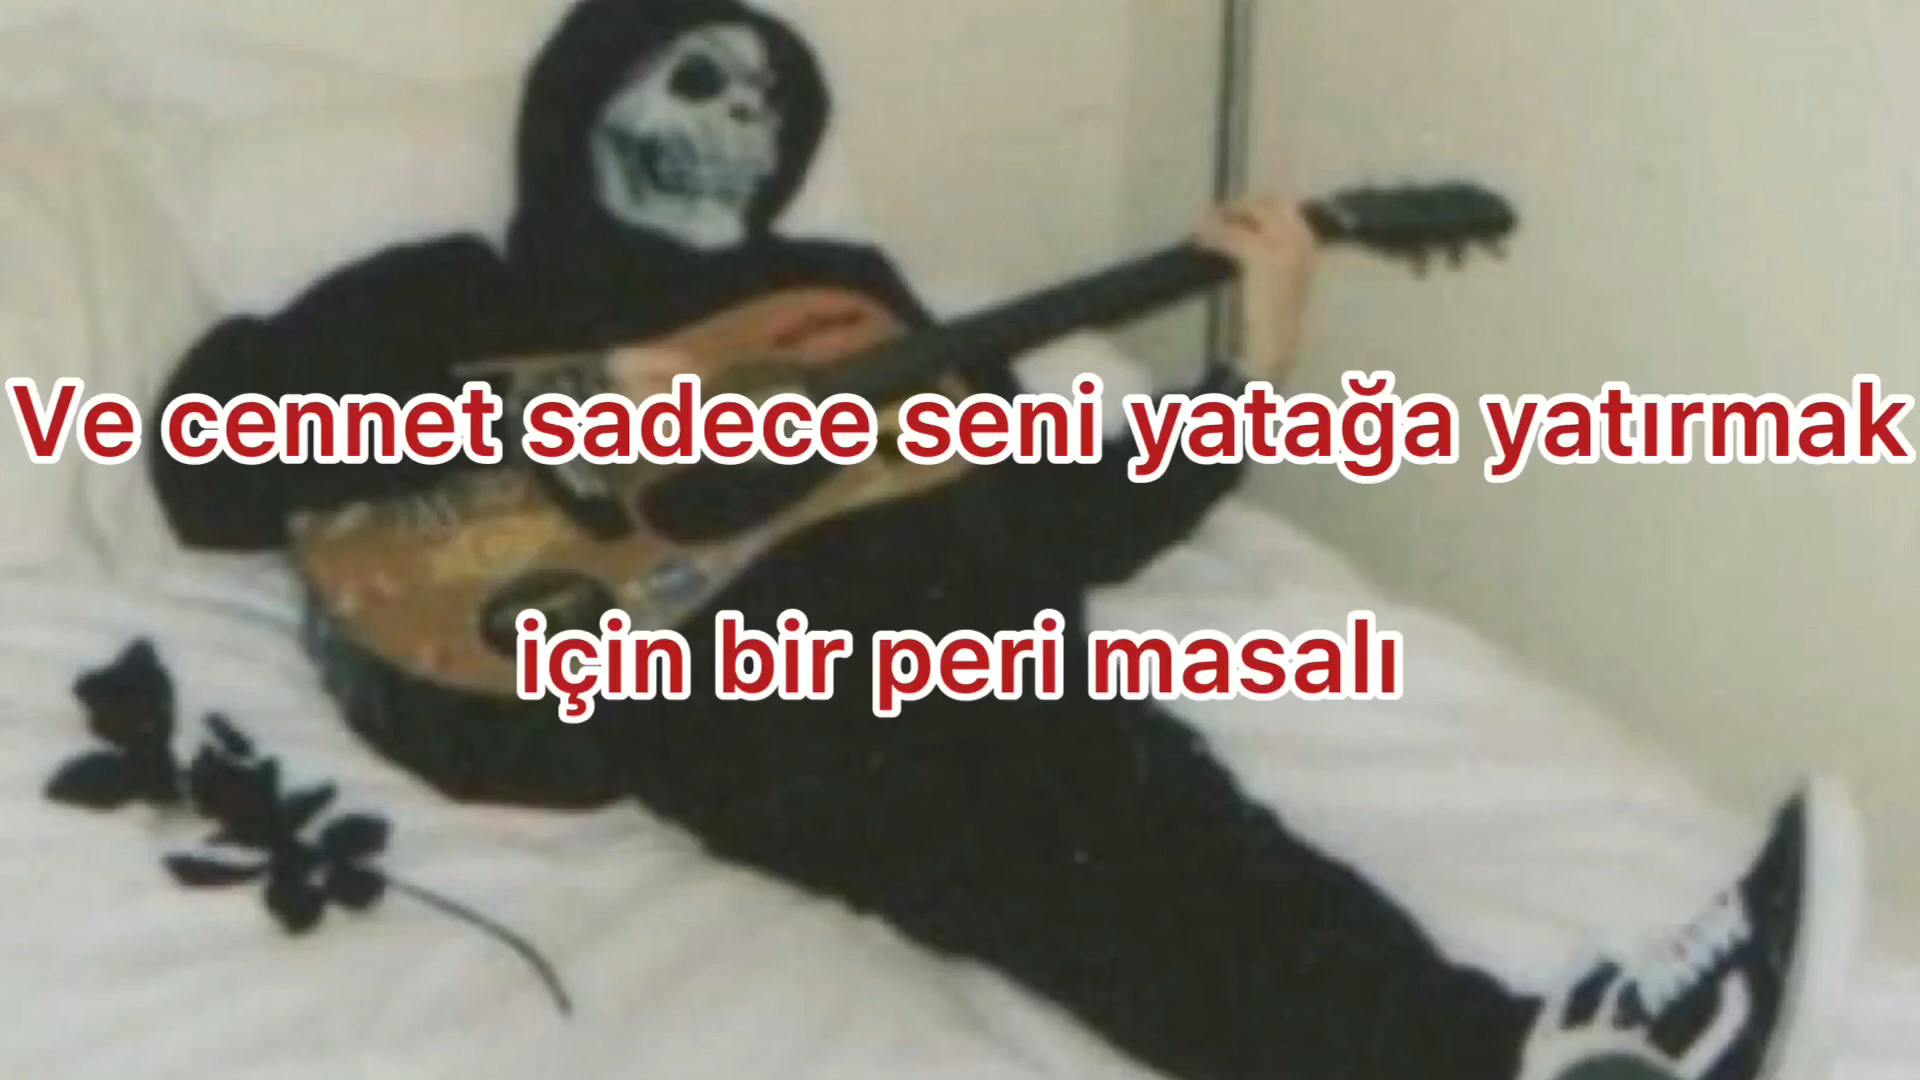 Ve cennet sadece seni yatağa yatırmak
için bir peri masalı